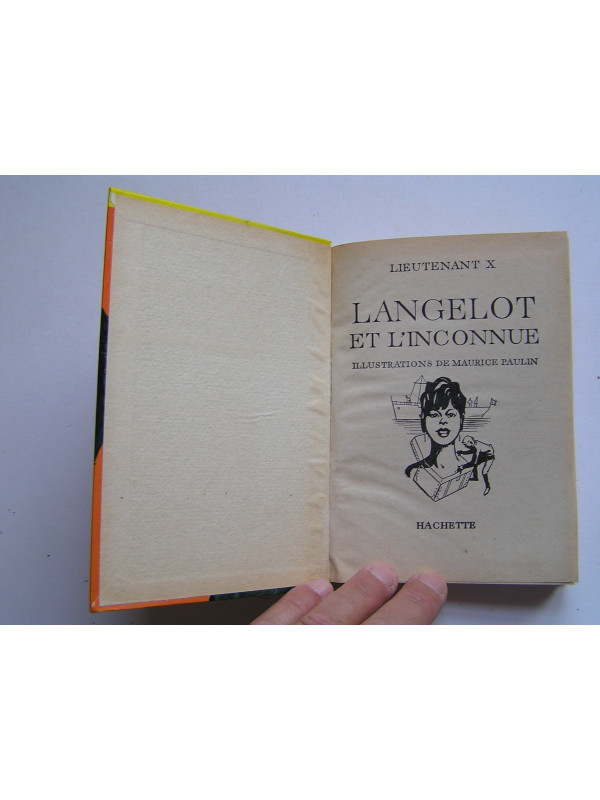 LIEUTENANT X
LANGELOT
ET L'INCONNUE
ILLUSTRATIONS DE MAURICE PAULIN
HACHETTE